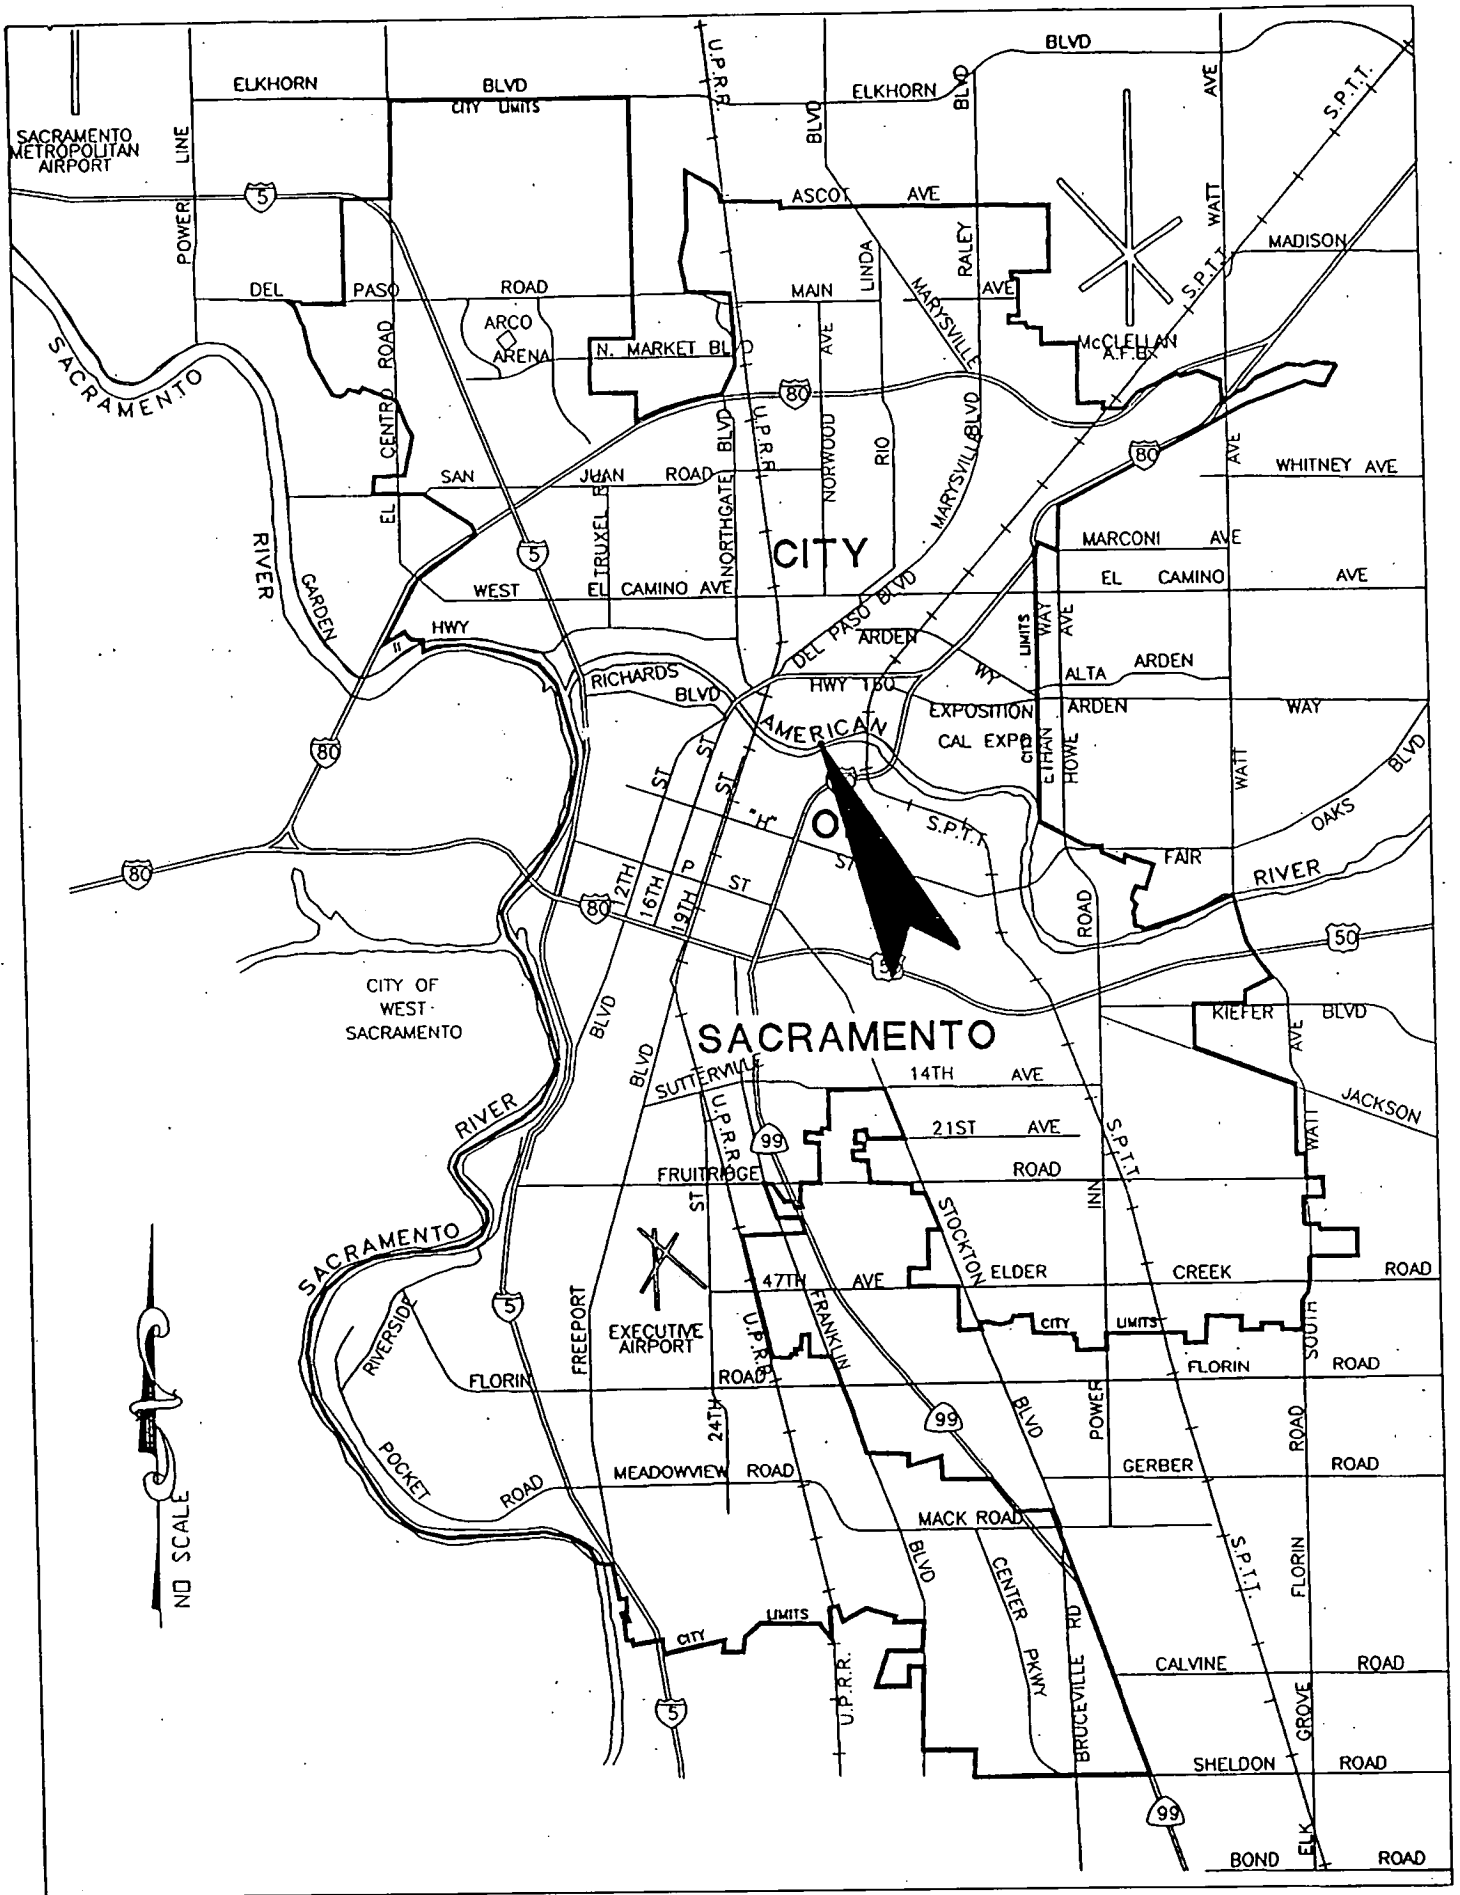 BLVD
ELKHORN
BLVD
CITY LIMITS
U.P.R.R.
BLVD
ELKHORN
BLVD
AVE
S.P.T.T.
SACRAMENTO
METROPOLITAN
AIRPORT
POWER LINE
5
ASCOT AVE
WATT
RALEY
LINDA
MADISON
S.P.T.T.
DEL PASO ROAD
MAIN AVE
MARYSVILLE
ARCO
ARENA
N. MARKET BLVD
AVE
McCLELLAN
A.F.B.
SACRAMENTO
EL CENTRO ROAD
80
BLVD
U.P.R.R.
NORWOOD
RIO
MARYSVILLE BLVD
80
AVE
WHITNEY AVE
SAN JUAN ROAD
NORTHGATE
TRUXEL
RIVER
GARDEN
HWY
5
CITY
MARCONI AVE
EL CAMINO AVE
WEST EL CAMINO AVE
DEL PASO BLVD
ARDEN
WY
CITY LIMITS
ETHAN WAY
HOWE AVE
ALTA ARDEN
RICHARDS
BLVD
HWY 160
EXPOSITION
ARDEN WAY
AMERICAN
CAL EXPO
80
ST
ST
ST
"H"
ST
S.P.T.T
WATT
OAKS BLVD
FAIR
RIVER
80
P ST
80
12TH
16TH
19TH
ROAD
50
CITY OF
WEST
SACRAMENTO
BLVD
BLVD
SACRAMENTO
KIEFER BLVD
AVE
SUTTERVILLE
14TH AVE
JACKSON
RIVER
U.P.R.R.
99
21ST AVE
S.P.T.T.
WATT
FRUITRIDGE
ROAD
ST
INN
STOCKTON
SACRAMENTO
47TH AVE
ELDER CREEK ROAD
5
RIVERSIDE
FREEPORT
EXECUTIVE
AIRPORT
U.P.R.R.
FRANKLIN
CITY LIMITS
SOUTH
FLORIN
ROAD
FLORIN ROAD
24TH
99
BLVD
POWER
ROAD
POCKET
ROAD
MEADOWVIEW ROAD
GERBER ROAD
NO SCALE
MACK ROAD
BLVD
CENTER
PKWY
S.P.T.T.
FLORIN
CITY
LIMITS
BRUCEVILLE RD
U.P.R.R.
CALVINE ROAD
5
GROVE
SHELDON ROAD
99
ELK
BOND ROAD